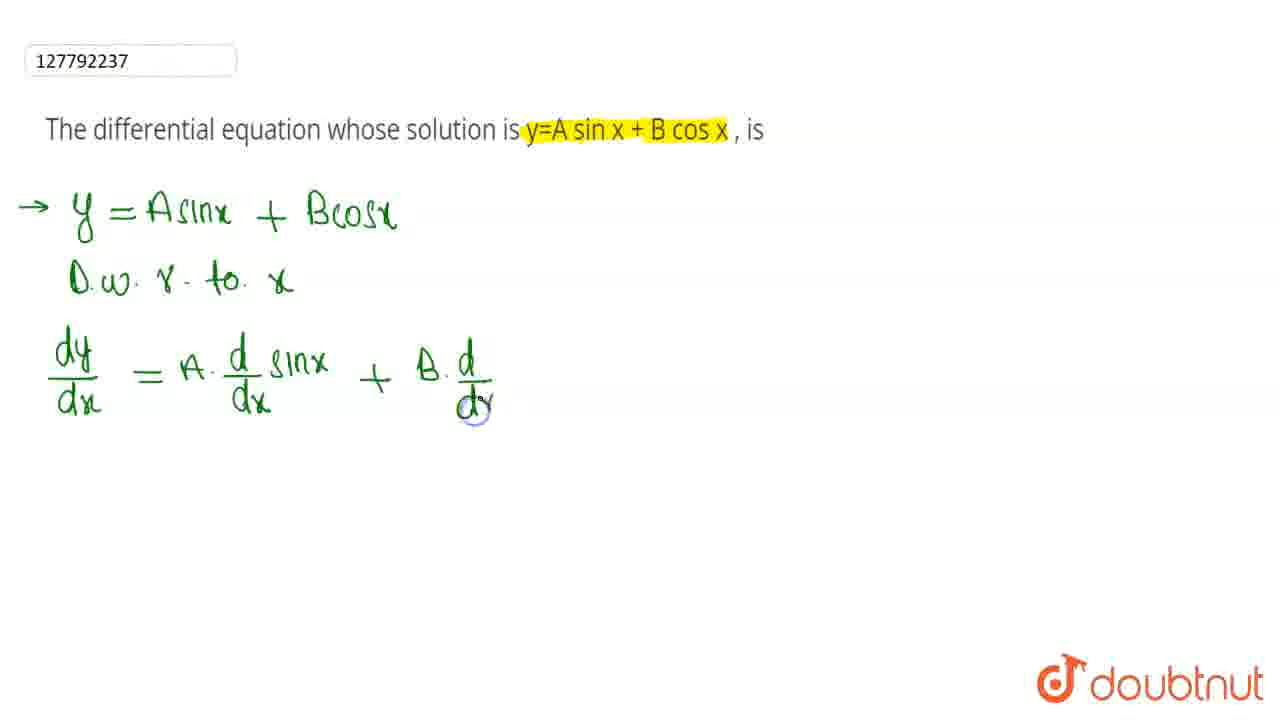 127792237
The differential equation whose solution is y=A sin x + B cos x , is
→ y = A sinx + B cosx
D. w. r. to. x
dy/dx = A. d/dx sinx + B. d/dx
doubtnut